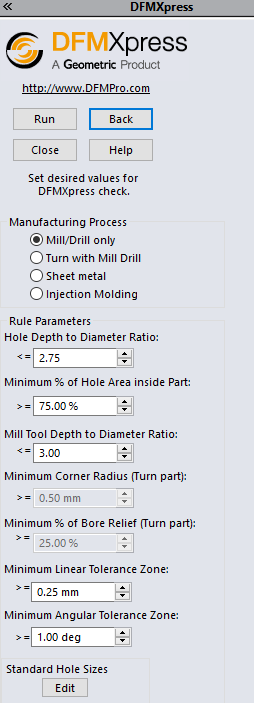 « DFMXpress
DFMXpress
A Geometric Product
http://www.DFMPro.com
Run Back
Close Help
Set desired values for
DFMXpress check.
Manufacturing Process
Mill/Drill only
Turn with Mill Drill
Sheet metal
Injection Molding
Rule Parameters
Hole Depth to Diameter Ratio:
<= 2.75
Minimum % of Hole Area inside Part:
>= 75.00 %
Mill Tool Depth to Diameter Ratio:
<= 3.00
Minimum Corner Radius (Turn part):
>= 0.50 mm
Minimum % of Bore Relief (Turn part):
>= 25.00 %
Minimum Linear Tolerance Zone:
>= 0.25 mm
Minimum Angular Tolerance Zone:
>= 1.00 deg
Standard Hole Sizes
Edit